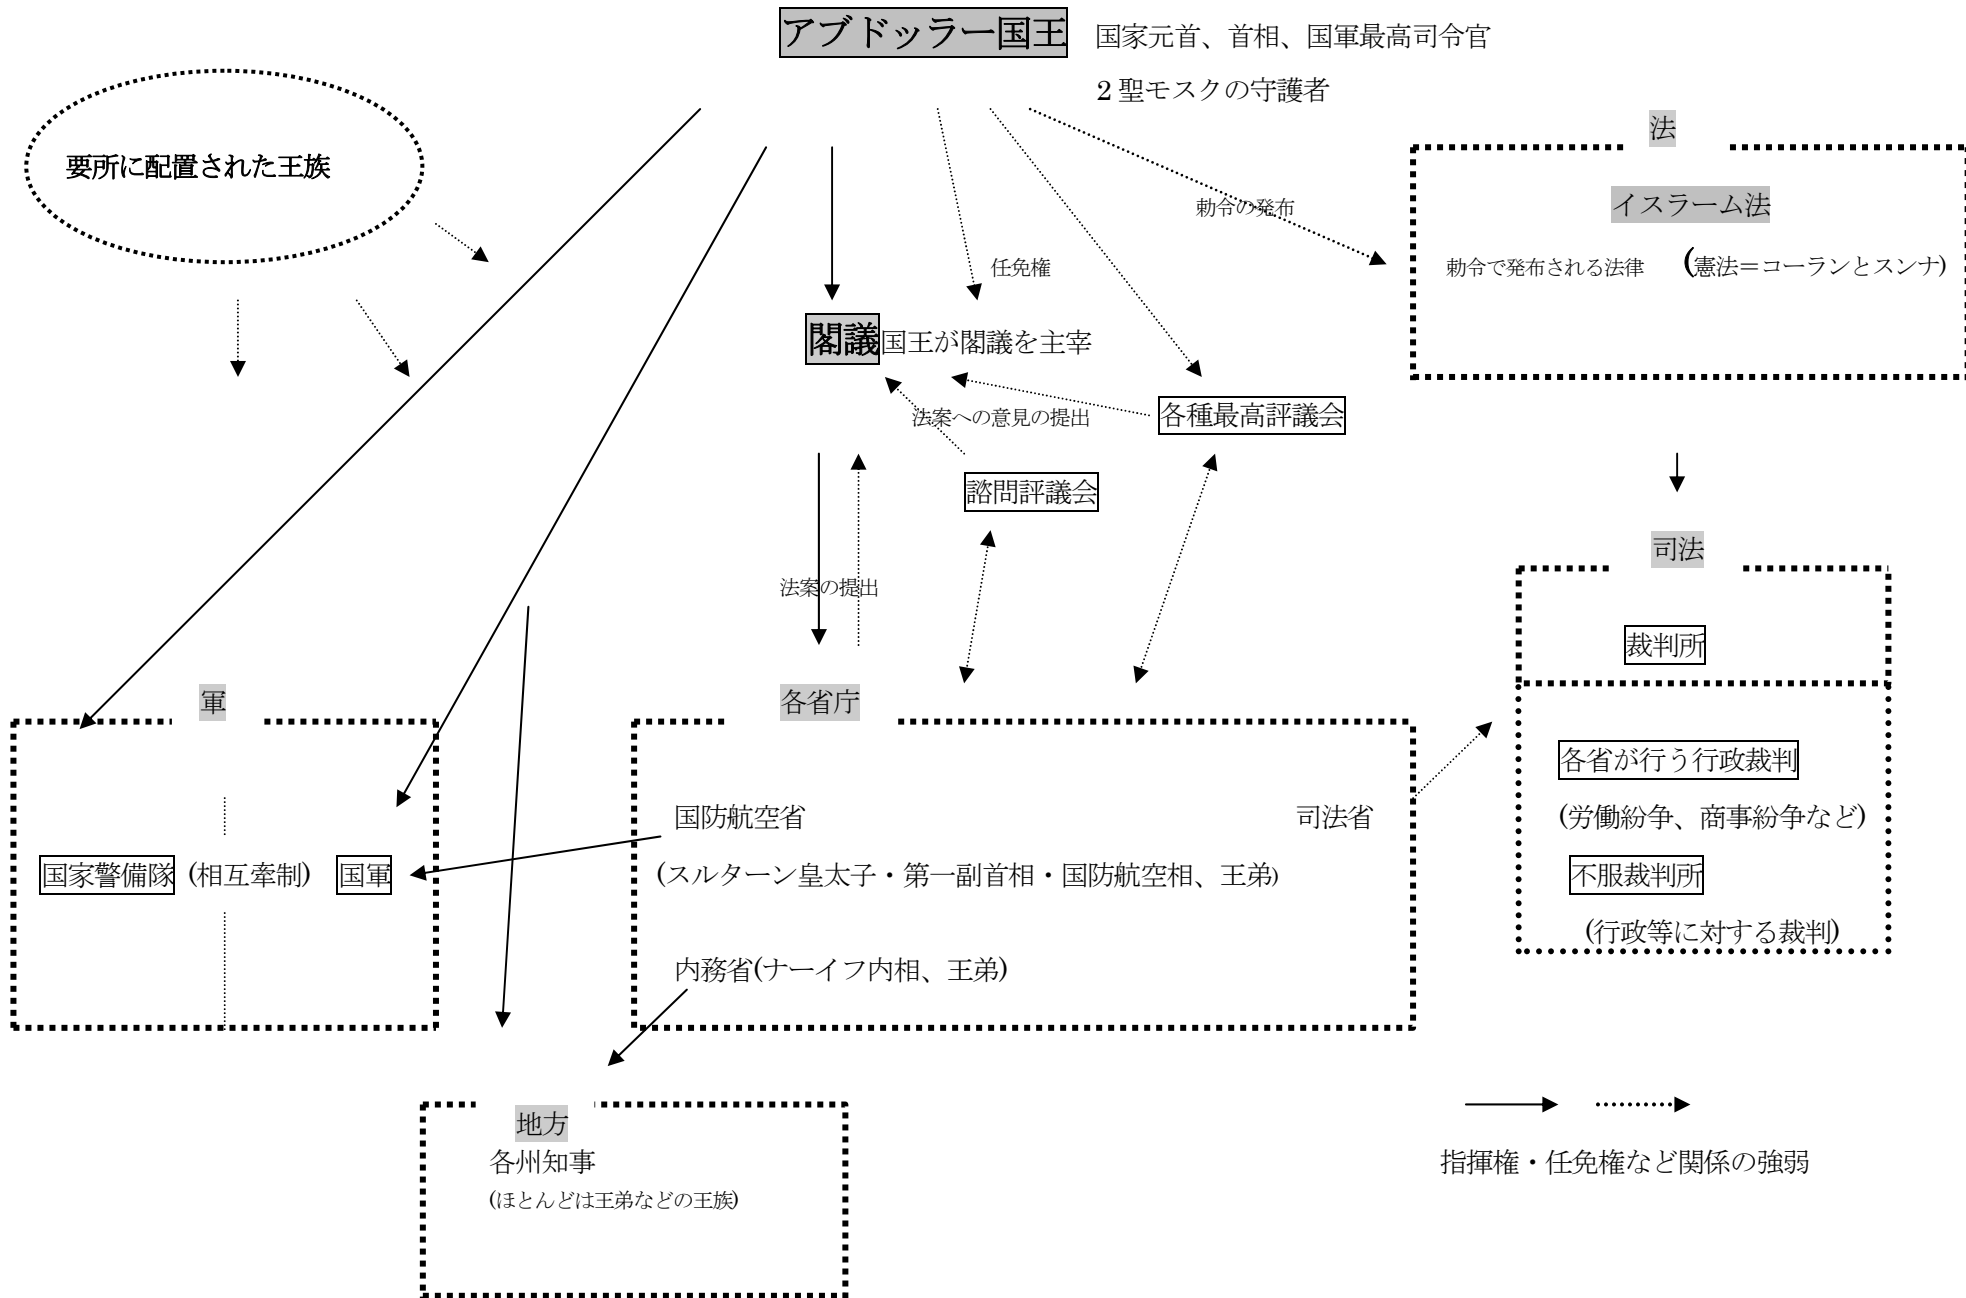 アブドッラー国王 国家元首、首相、国軍最高司令官
2聖モスクの守護者
要所に配置された王族
法
イスラーム法
勅令の発布
勅令で発布される法律 (憲法＝コーランとスンナ)
任免権
閣議国王が閣議を主宰
法案への意見の提出
各種最高評議会
諮問評議会
法案の提出
司法
裁判所
各省が行う行政裁判
(労働紛争、商事紛争など)
不服裁判所
(行政等に対する裁判)
軍
国家警備隊 (相互牽制) 国軍
各省庁
国防航空省 司法省
(スルターン皇太子・第一副首相・国防航空相、王弟)
内務省(ナーイフ内相、王弟)
地方
各州知事
(ほとんどは王弟などの王族)
指揮権・任免権など関係の強弱